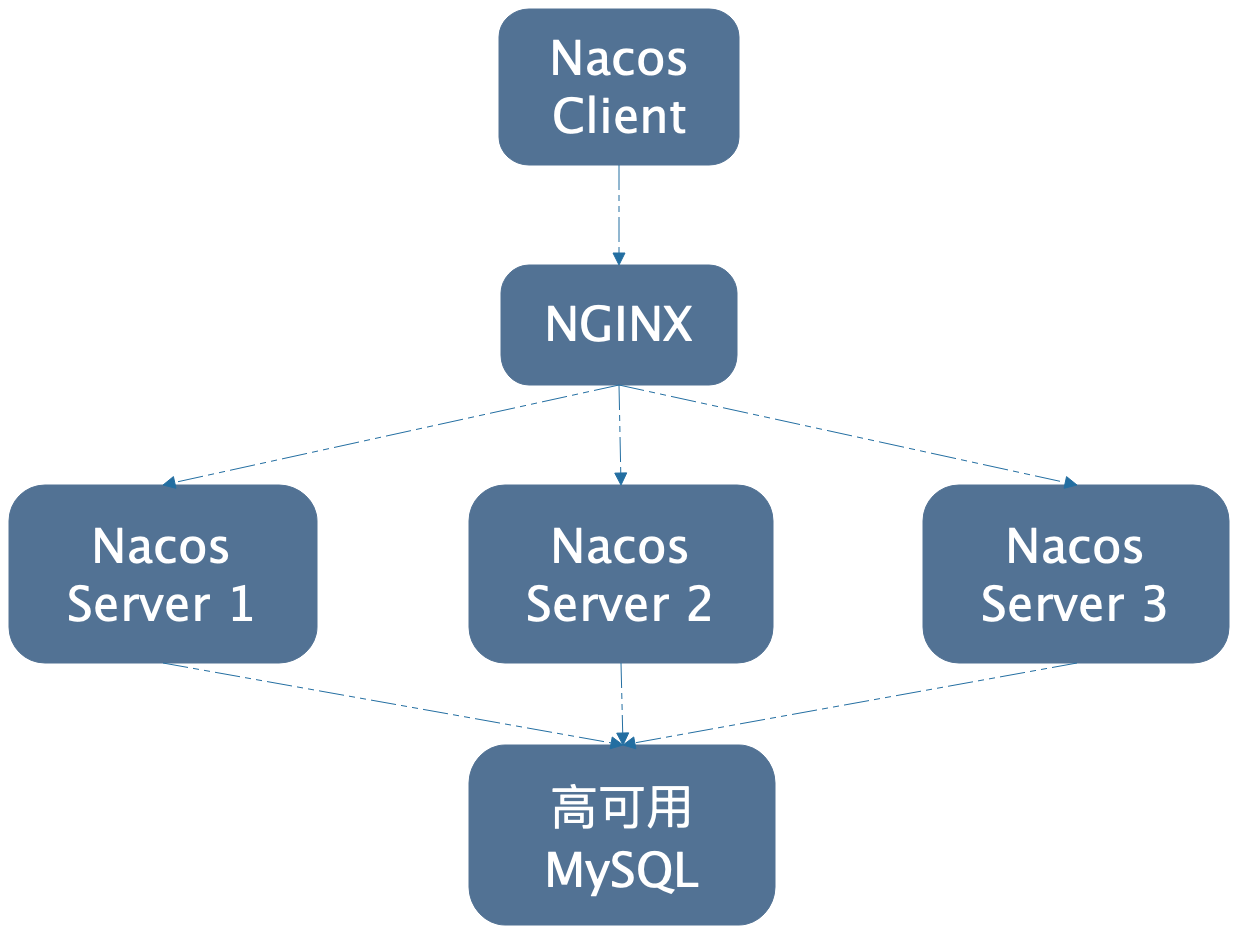 Nacos
Client
NGINX
Nacos
Server 1
Nacos
Server 2
Nacos
Server 3
高可用
MySQL